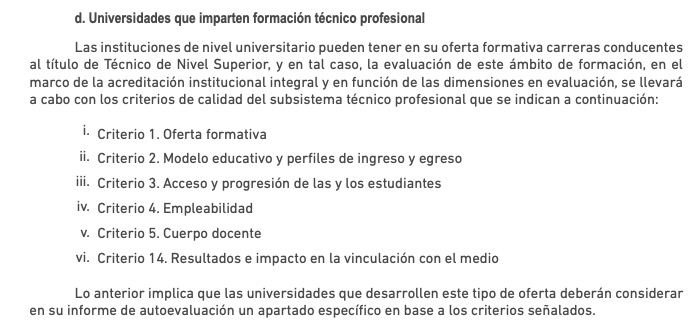 d. Universidades que imparten formación técnico profesional
Las instituciones de nivel universitario pueden tener en su oferta formativa carreras conducentes
al título de Técnico de Nivel Superior, y en tal caso, la evaluación de este ámbito de formación, en el
marco de la acreditación institucional integral y en función de las dimensiones en evaluación, se llevará
a cabo con los criterios de calidad del subsistema técnico profesional que se indican a continuación:
i. Criterio 1. Oferta formativa
ii. Criterio 2. Modelo educativo y perfiles de ingreso y egreso
iii. Criterio 3. Acceso y progresión de las y los estudiantes
iv. Criterio 4. Empleabilidad
v. Criterio 5. Cuerpo docente
vi. Criterio 14. Resultados e impacto en la vinculación con el medio
Lo anterior implica que las universidades que desarrollen este tipo de oferta deberán considerar
en su informe de autoevaluación un apartado específico en base a los criterios señalados.